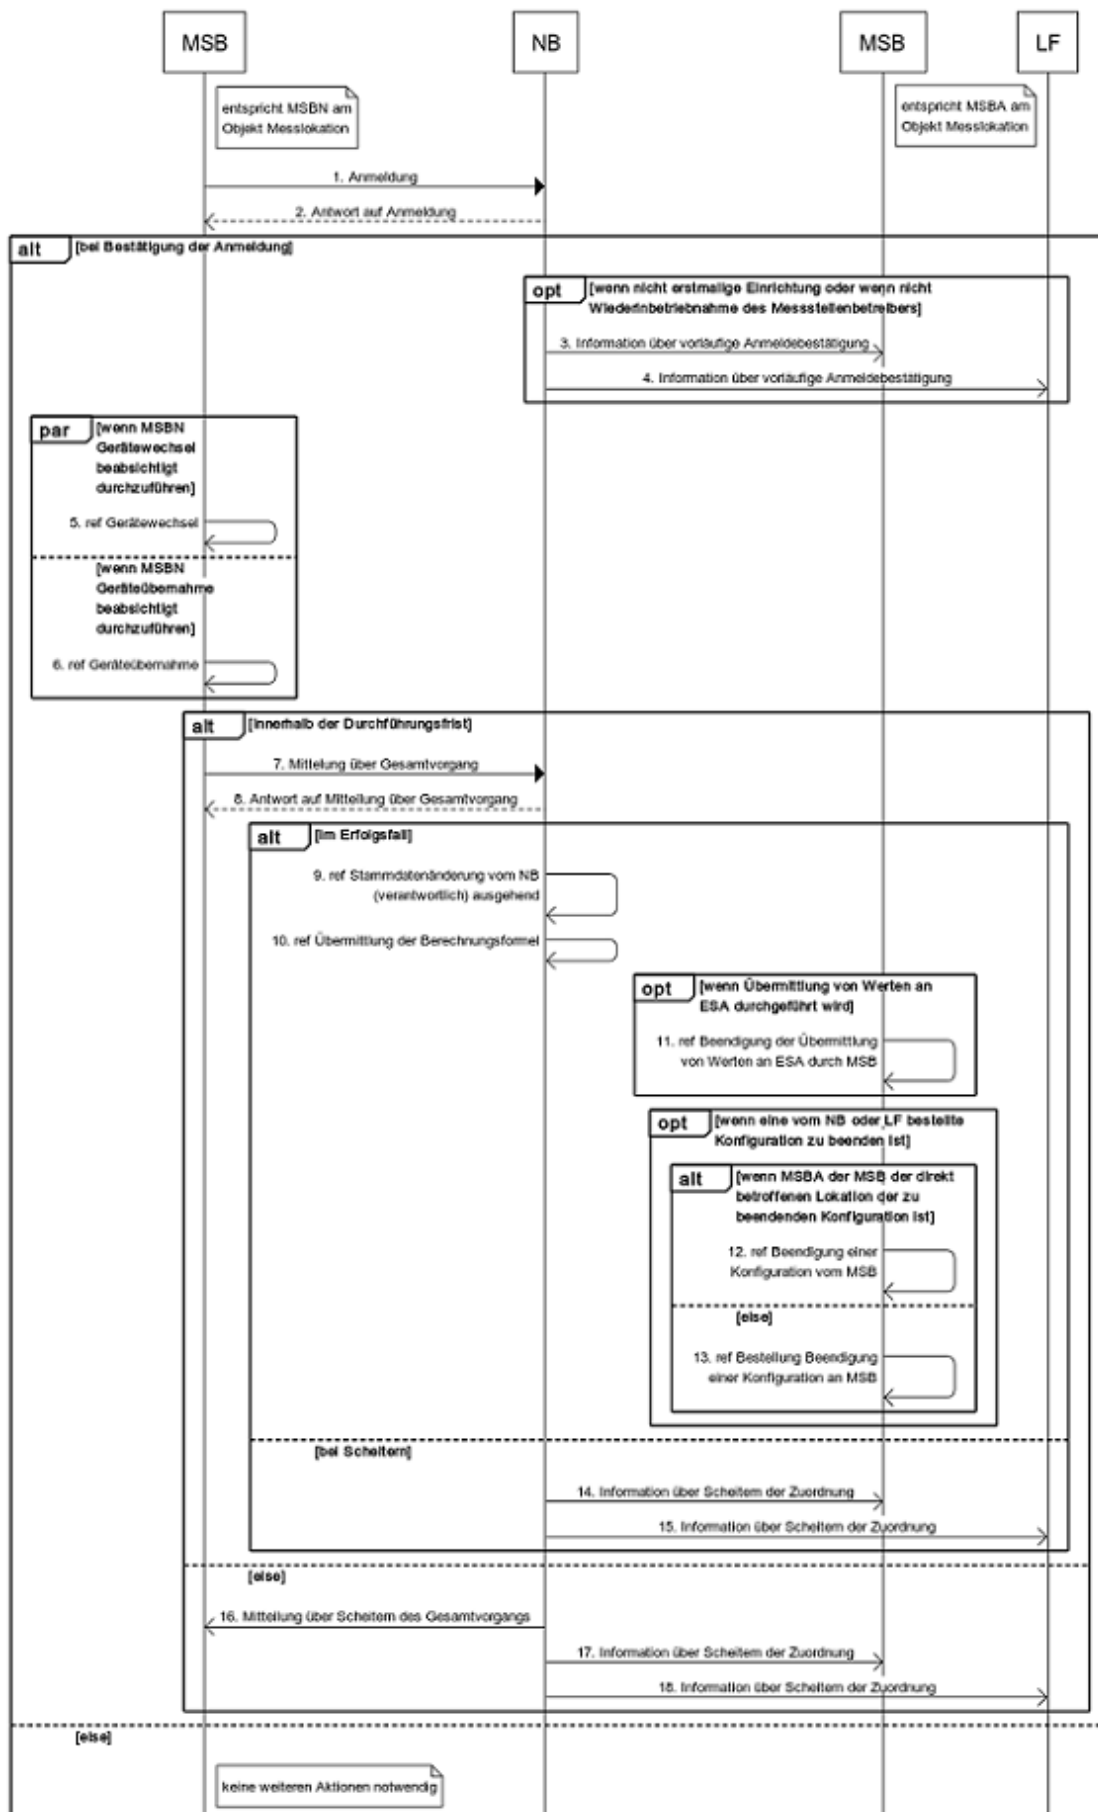 MSB
NB
MSB
LF
entspricht MSBN am
Objekt Messlokation
entspricht MSBA am
Objekt Messlokation
1. Anmeldung
2. Antwort auf Anmeldung
alt
[bei Bestätigung der Anmeldung]
opt
[wenn nicht erstmalige Einrichtung oder wenn nicht
Wiederinbetriebnahme des Messstellenbetreibers]
3. Information über vorläufige Anmeldebestätigung
4. Information über vorläufige Anmeldebestätigung
par
[wenn MSBN
Gerätewechsel
beabsichtigt
durchzuführen]
5. ref Gerätewechsel
[wenn MSBN
Geräteübernahme
beabsichtigt
durchzuführen]
6. ref Geräteübernahme
alt
[innerhalb der Durchführungsfrist]
7. Mitteilung über Gesamtvorgang
8. Antwort auf Mitteilung über Gesamtvorgang
alt
[im Erfolgsfall]
9. ref Stammdatenänderung vom NB
(verantwortlich) ausgehend
10. ref Übermittlung der Berechnungsformel
opt
[wenn Übermittlung von Werten an
ESA durchgeführt wird]
11. ref Beendigung der Übermittlung
von Werten an ESA durch MSB
opt
[wenn eine vom NB oder LF bestellte
Konfiguration zu beenden ist]
alt
[wenn MSBA der MSB der direkt
betroffenen Lokation der zu
beendenden Konfiguration ist]
12. ref Beendigung einer
Konfiguration vom MSB
[else]
13. ref Bestellung Beendigung
einer Konfiguration an MSB
[bei Scheitern]
14. Information über Scheitern der Zuordnung
15. Information über Scheitern der Zuordnung
[else]
16. Mitteilung über Scheitern des Gesamtvorgangs
17. Information über Scheitern der Zuordnung
18. Information über Scheitern der Zuordnung
[else]
keine weiteren Aktionen notwendig